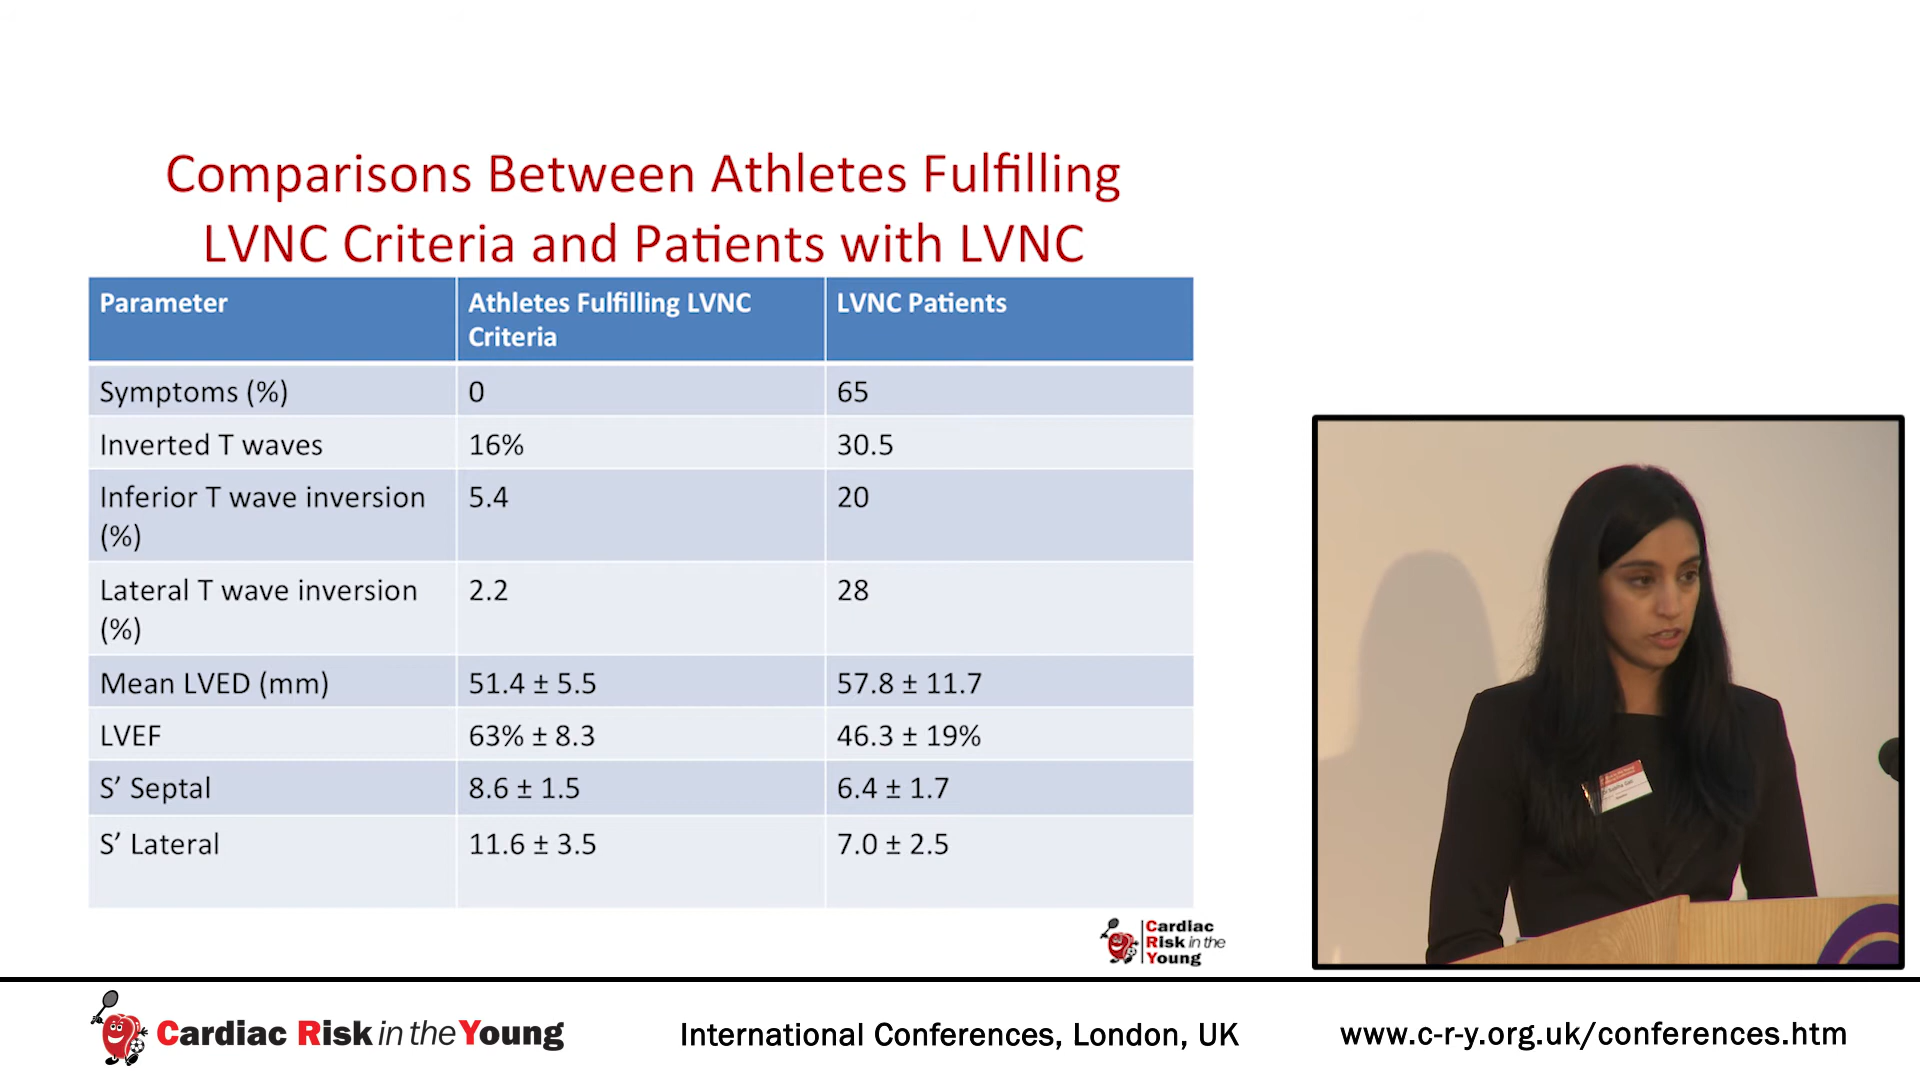 Comparisons Between Athletes Fulfilling
LVNC Criteria and Patients with LVNC
Parameter
Athletes Fulfilling LVNC
Criteria
LVNC Patients
Symptoms (%)
0
65
Inverted T waves
16%
30.5
Inferior T wave inversion
(%)
5.4
20
Lateral T wave inversion
(%)
2.2
28
Mean LVED (mm)
51.4 ± 5.5
57.8 ± 11.7
LVEF
63% ± 8.3
46.3 ± 19%
S’ Septal
8.6 ± 1.5
6.4 ± 1.7
S’ Lateral
11.6 ± 3.5
7.0 ± 2.5
Cardiac
Risk in the
Young
Cardiac Risk in the Young
International Conferences, London, UK
www.c-r-y.org.uk/conferences.htm